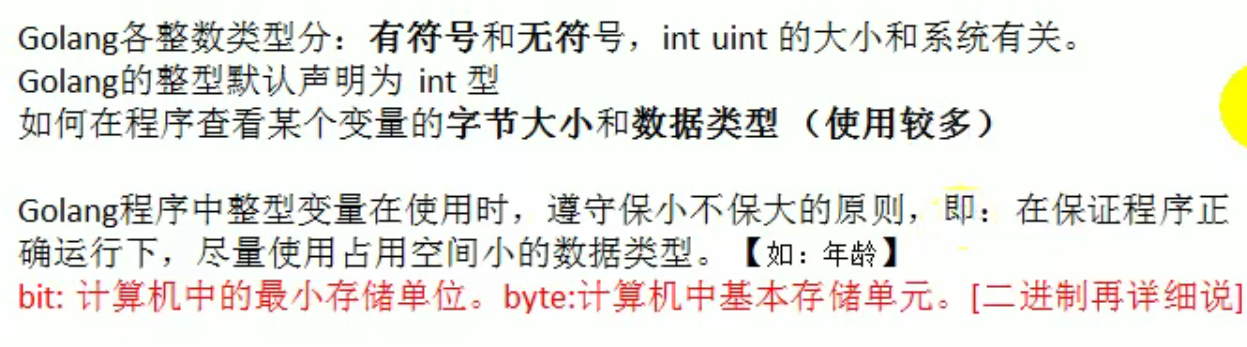 Golang各整数类型分：有符号和无符号，int uint 的大小和系统有关。
Golang的整型默认声明为 int 型
如何在程序查看某个变量的字节大小和数据类型 （使用较多）
Golang程序中整型变量在使用时，遵守保小不保大的原则，即：在保证程序正
确运行下，尽量使用占用空间小的数据类型。【如：年龄】
bit: 计算机中的最小存储单位。byte:计算机中基本存储单元。[二进制再详细说]